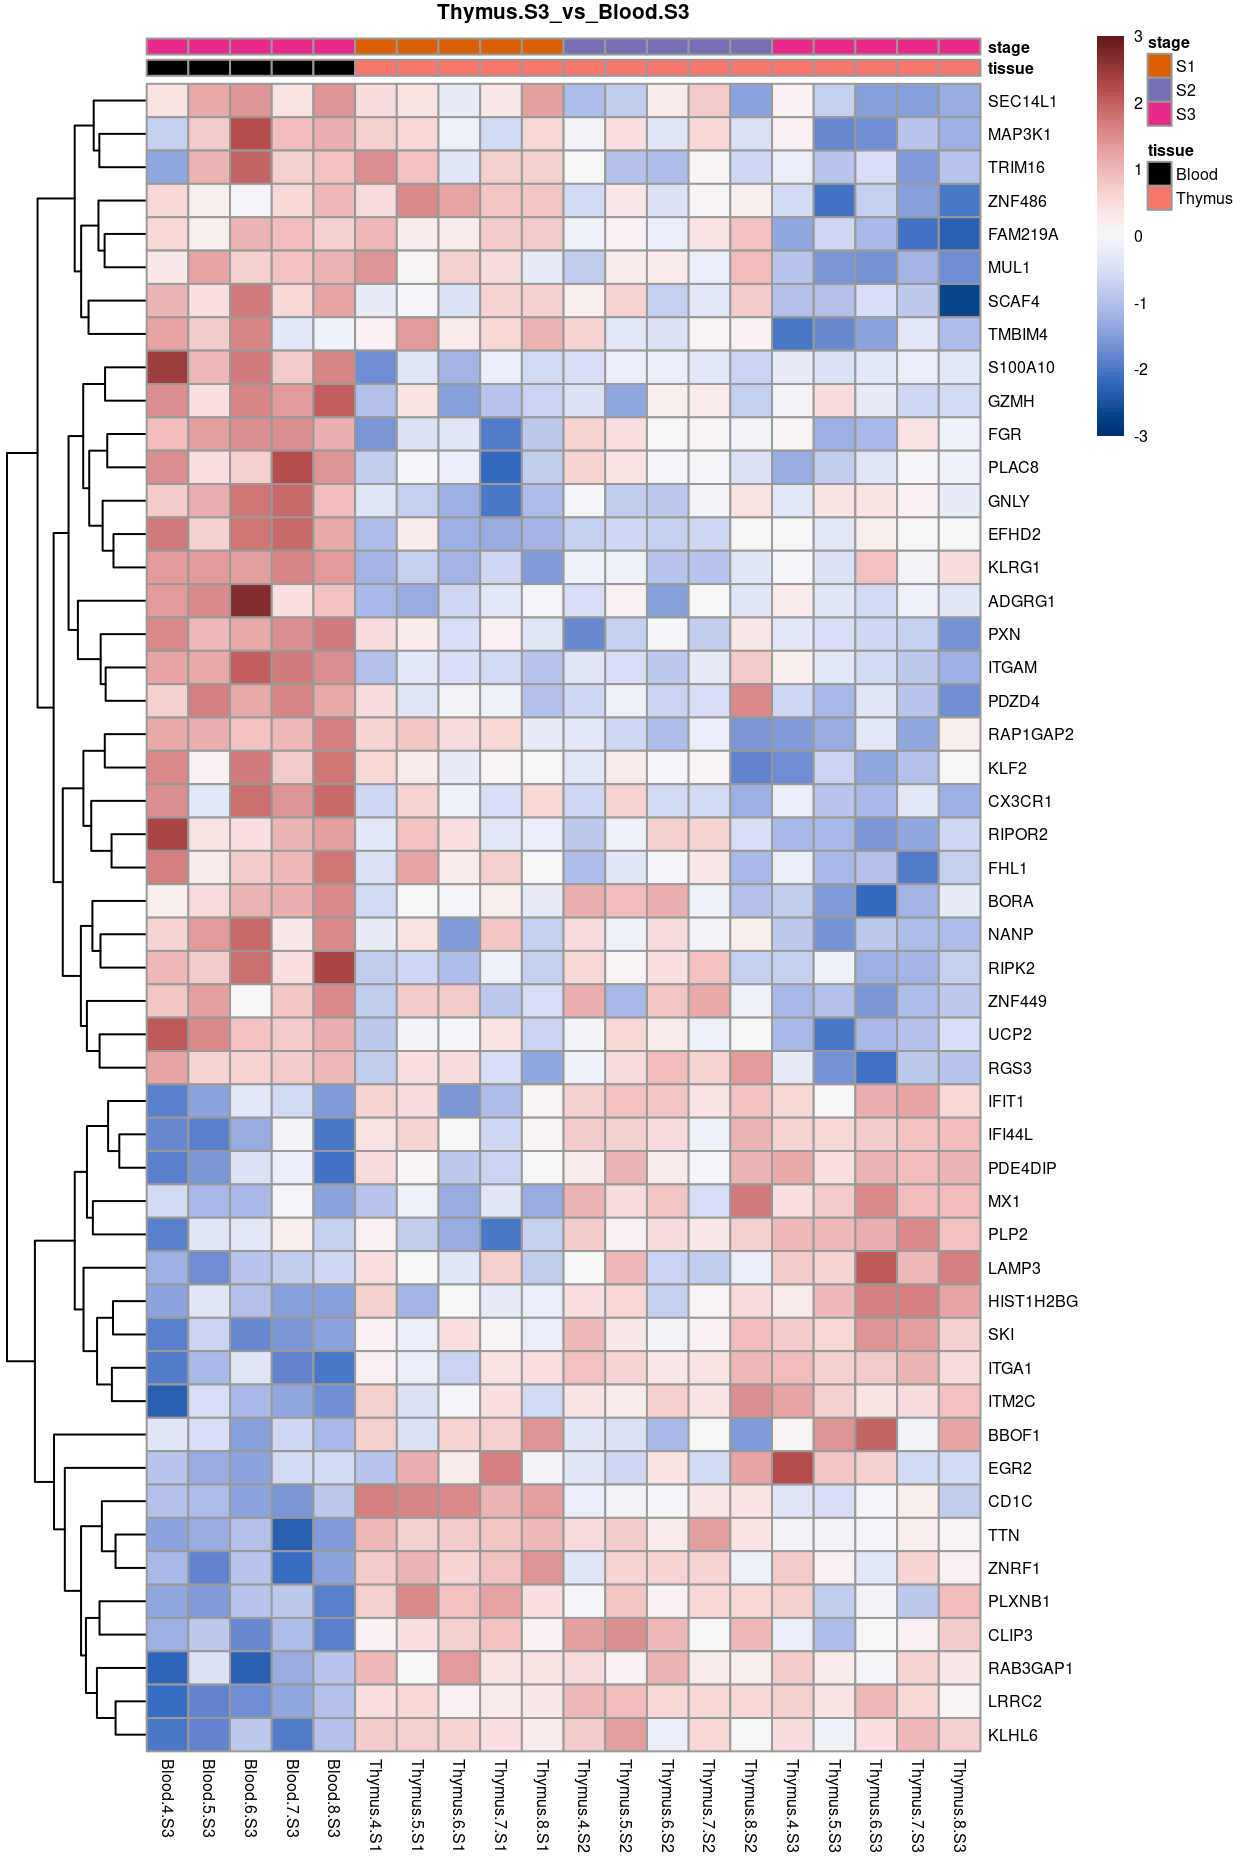 Thymus.S3_vs_Blood.S3
stage
tissue
SEC14L1
MAP3K1
TRIM16
ZNF486
FAM219A
MUL1
SCAF4
TMBIM4
S100A10
GZMH
FGR
PLAC8
GNLY
EFHD2
KLRG1
ADGRG1
PXN
ITGAM
PDZD4
RAP1GAP2
KLF2
CX3CR1
RIPOR2
FHL1
BORA
NANP
RIPK2
ZNF449
UCP2
RGS3
IFIT1
IFI44L
PDE4DIP
MX1
PLP2
LAMP3
HIST1H2BG
SKI
ITGA1
ITM2C
BBOF1
EGR2
CD1C
TTN
ZNRF1
PLXNB1
CLIP3
RAB3GAP1
LRRC2
KLHL6
Blood.4.S3
Blood.5.S3
Blood.6.S3
Blood.7.S3
Blood.8.S3
Thymus.4.S1
Thymus.5.S1
Thymus.6.S1
Thymus.7.S1
Thymus.8.S1
Thymus.4.S2
Thymus.5.S2
Thymus.6.S2
Thymus.7.S2
Thymus.8.S2
Thymus.4.S3
Thymus.5.S3
Thymus.6.S3
Thymus.7.S3
Thymus.8.S3
3
2
1
0
-1
-2
-3
stage
S1
S2
S3
tissue
Blood
Thymus